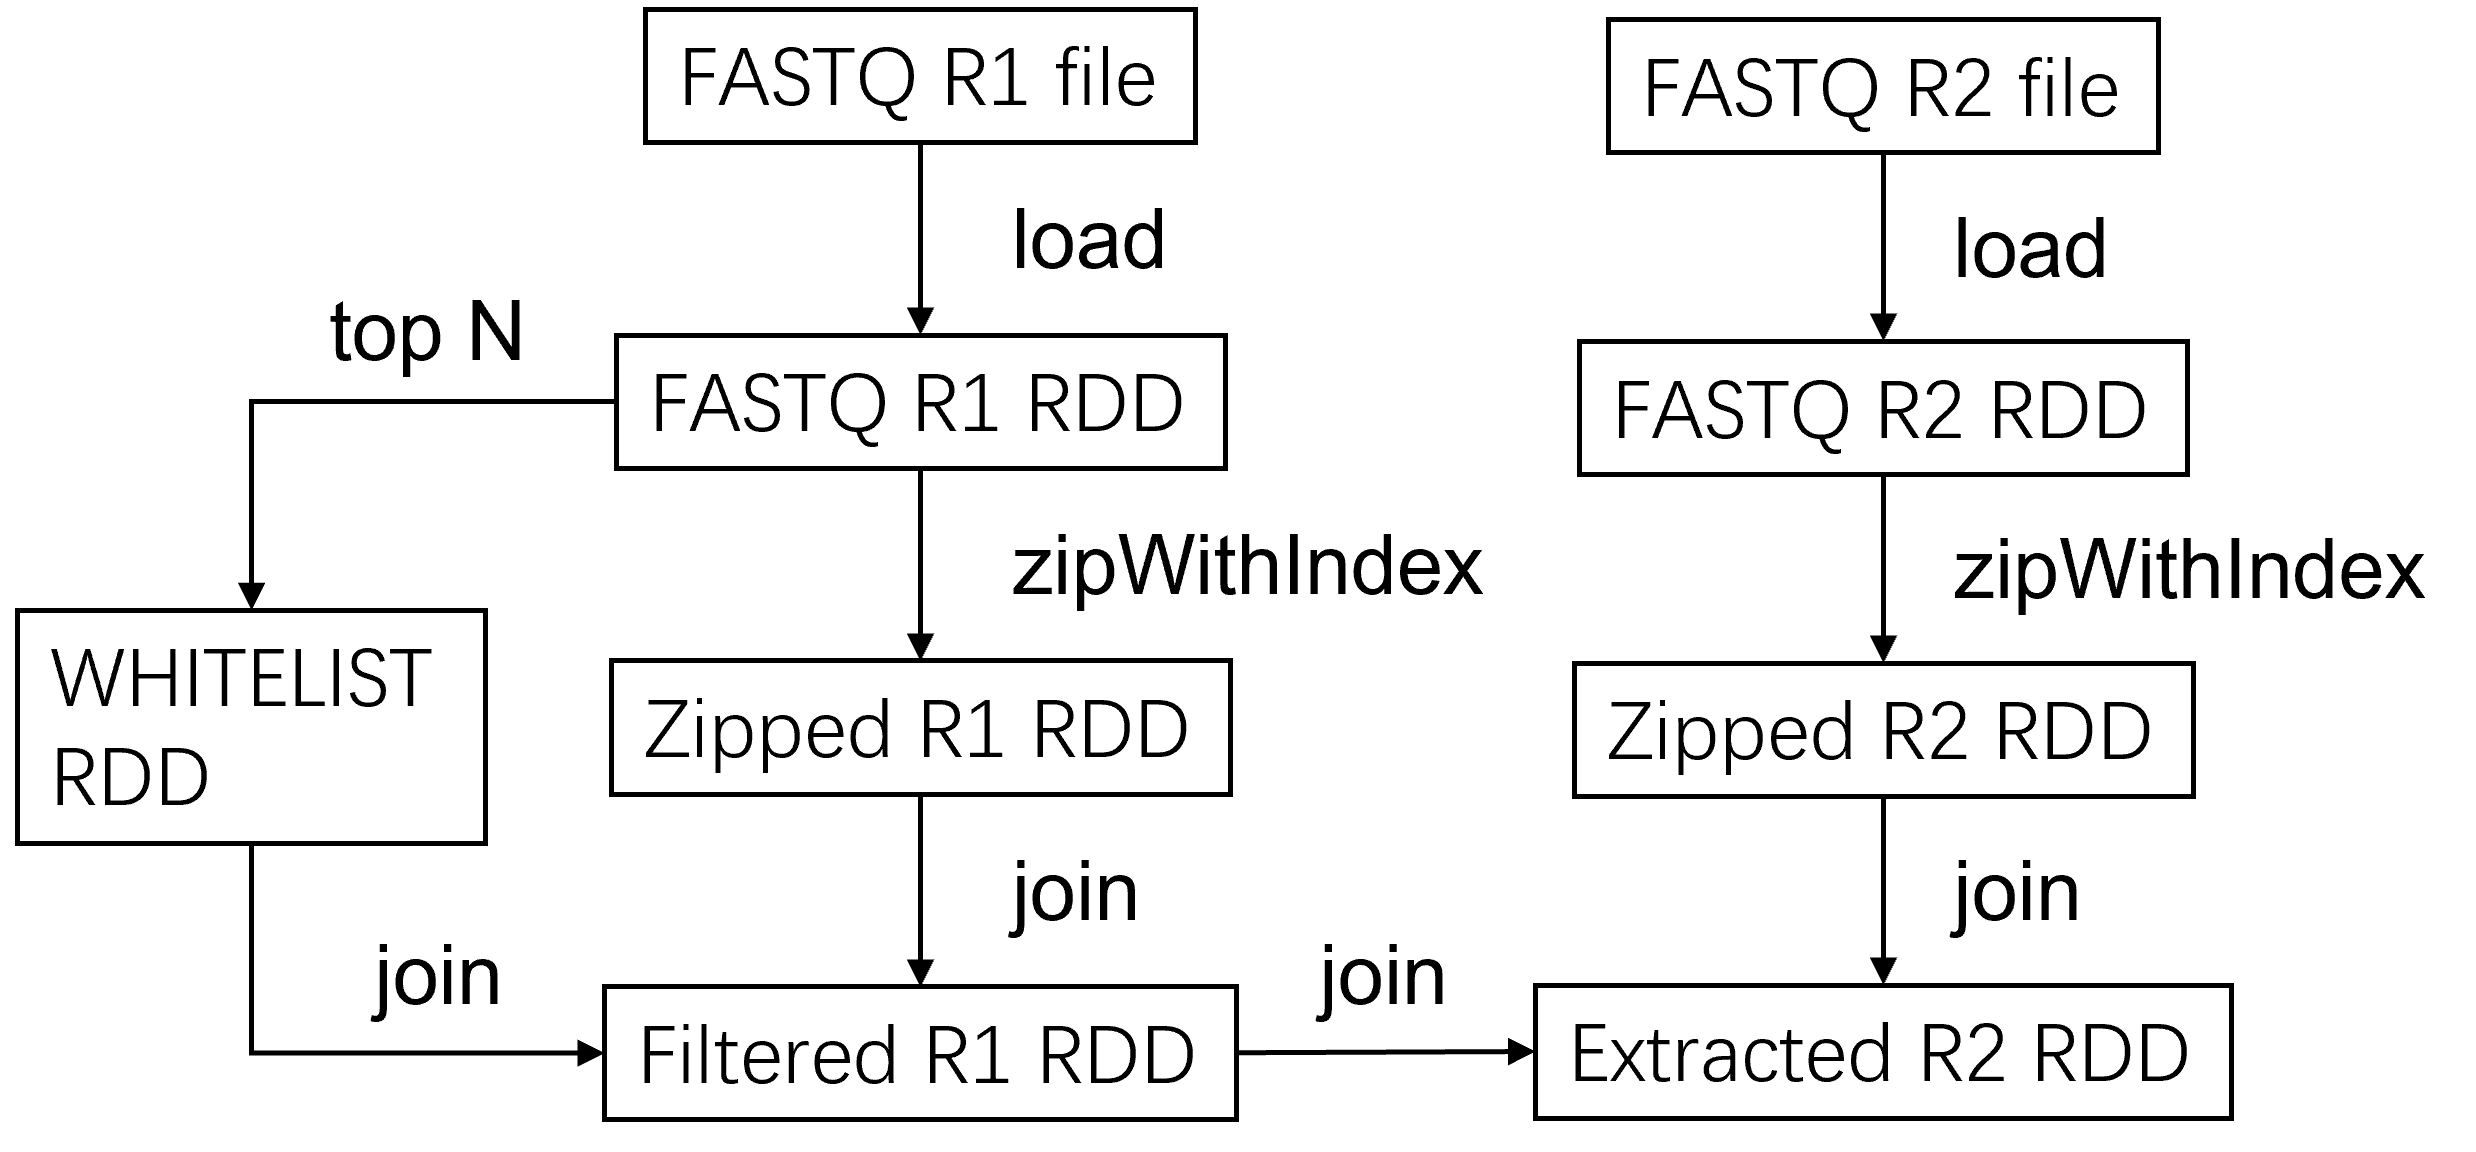 FASTQ R1 file
FASTQ R2 file
load
load
top N
FASTQ R1 RDD
FASTQ R2 RDD
zipWithIndex
zipWithIndex
WHITELIST
RDD
Zipped R1 RDD
Zipped R2 RDD
join
join
join
join
Filtered R1 RDD
Extracted R2 RDD